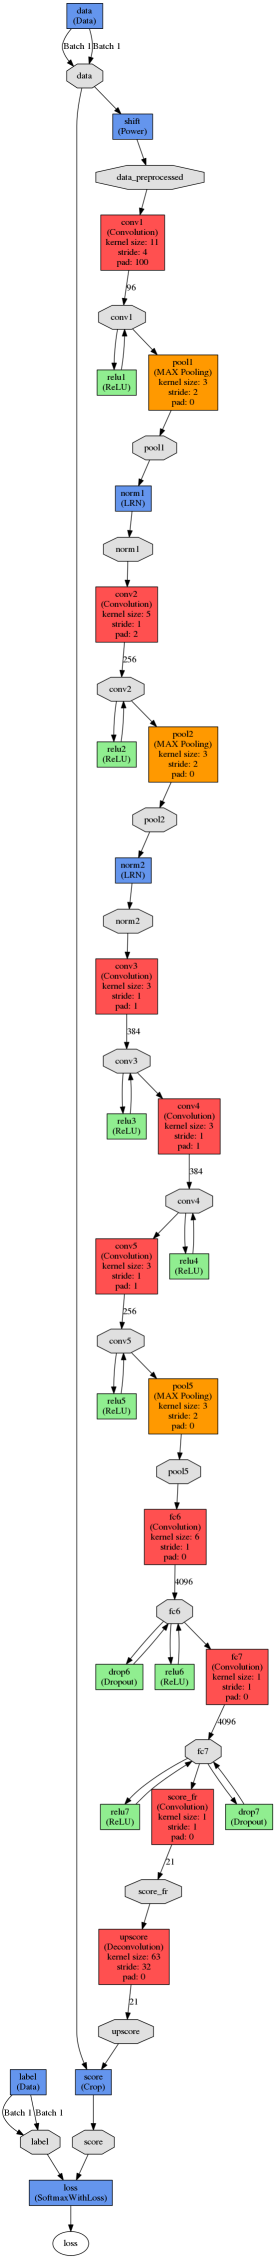 data
(Data)
Batch 1
Batch 1
data
shift
(Power)
data_preprocessed
conv1
(Convolution)
kernel size: 11
stride: 4
pad: 100
96
conv1
relu1
(ReLU)
pool1
(MAX Pooling)
kernel size: 3
stride: 2
pad: 0
pool1
norm1
(LRN)
norm1
conv2
(Convolution)
kernel size: 5
stride: 1
pad: 2
256
conv2
relu2
(ReLU)
pool2
(MAX Pooling)
kernel size: 3
stride: 2
pad: 0
pool2
norm2
(LRN)
norm2
conv3
(Convolution)
kernel size: 3
stride: 1
pad: 1
384
conv3
relu3
(ReLU)
conv4
(Convolution)
kernel size: 3
stride: 1
pad: 1
384
conv4
relu4
(ReLU)
conv5
(Convolution)
kernel size: 3
stride: 1
pad: 1
256
conv5
relu5
(ReLU)
pool5
(MAX Pooling)
kernel size: 3
stride: 2
pad: 0
pool5
fc6
(Convolution)
kernel size: 6
stride: 1
pad: 0
4096
fc6
drop6
(Dropout)
relu6
(ReLU)
fc7
(Convolution)
kernel size: 1
stride: 1
pad: 0
4096
fc7
relu7
(ReLU)
score_fr
(Convolution)
kernel size: 1
stride: 1
pad: 0
drop7
(Dropout)
21
score_fr
upscore
(Deconvolution)
kernel size: 63
stride: 32
pad: 0
21
upscore
label
(Data)
score
(Crop)
Batch 1
Batch 1
label
score
loss
(SoftmaxWithLoss)
loss